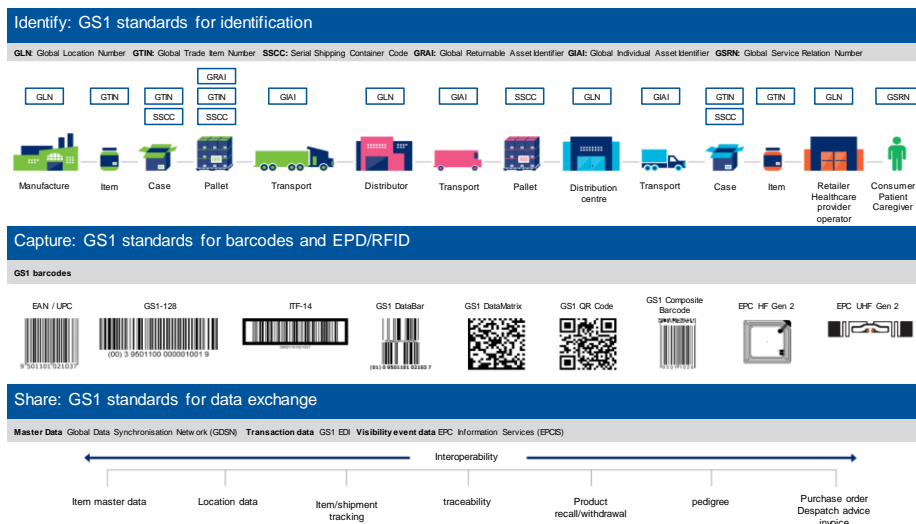 Identify: GS1 standards for identification
GLN: Global Location Number GTIN: Global Trade Item Number SSCC: Serial Shipping Container Code GRAI: Global Returnable Asset Identifier GIAI: Global Individual Asset Identifier GSRN: Global Service Relation Number
GRAI
GLN GTIN GTIN GTIN GIAI GLN GIAI SSCC GLN GIAI GTIN GTIN GLN GSRN
SSCC SSCC SSCC
Manufacture Item Case Pallet Transport Distributor Transport Pallet Distribution Transport Case Item Retailer Consumer
centre Healthcare Patient
provider Caregiver
operator
Capture: GS1 standards for barcodes and EPD/RFID
GS1 barcodes
EAN / UPC GS1-128 ITF-14 GS1 DataBar GS1 DataMatrix GS1 QR Code GS1 Composite Barcode EPC HF Gen 2 EPC UHF Gen 2
9 501101 021037
(00) 3 9501100 000001001 9
(01) 0 9501101 02103 7
Share: GS1 standards for data exchange
Master Data Global Data Synchronisation Network (GDSN) Transaction data GS1 EDI Visibility event data EPC Information Services (EPCIS)
Interoperability
Item master data Location data Item/shipment traceability Product pedigree Purchase order
tracking recall/withdrawal Despatch advice
invoice